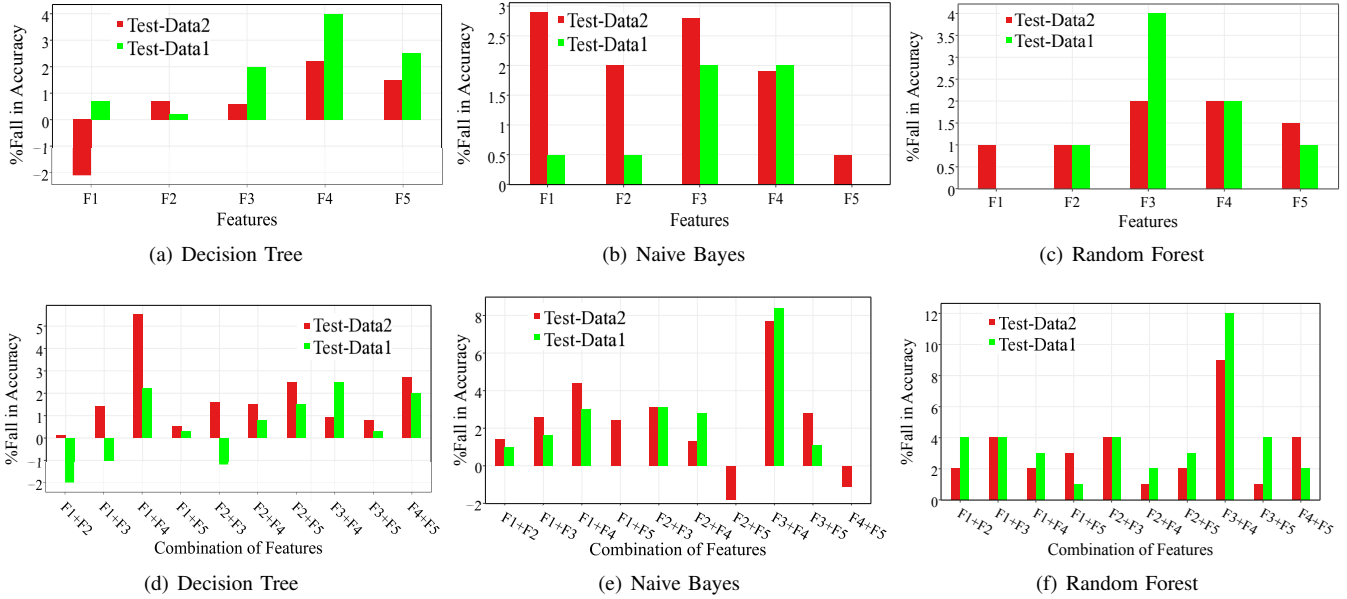 %Fall in Accuracy
4
3
2
1
0
−1
−2
Test-Data2
Test-Data1
F1 F2 F3 F4 F5
Features
(a) Decision Tree
%Fall in Accuracy
3
2.5
2
1.5
1
0.5
0
Test-Data2
Test-Data1
F1 F2 F3 F4 F5
Features
(b) Naive Bayes
%Fall in Accuracy
4
3.5
3
2.5
2
1.5
1
0.5
0
Test-Data2
Test-Data1
F1 F2 F3 F4 F5
Features
(c) Random Forest
%Fall in Accuracy
5
4
3
2
1
0
−1
−2
Test-Data2
Test-Data1
F1+F2 F1+F3 F1+F4 F1+F5 F2+F3 F2+F4 F2+F5 F3+F4 F3+F5 F4+F5
Combination of Features
(d) Decision Tree
%Fall in Accuracy
8
6
4
2
0
−2
Test-Data2
Test-Data1
F1+F2 F1+F3 F1+F4 F1+F5 F2+F3 F2+F4 F2+F5 F3+F4 F3+F5 F4+F5
Combination of Features
(e) Naive Bayes
%Fall in Accuracy
12
10
8
6
4
2
0
Test-Data2
Test-Data1
F1+F2 F1+F3 F1+F4 F1+F5 F2+F3 F2+F4 F2+F5 F3+F4 F3+F5 F4+F5
Combination of Features
(f) Random Forest